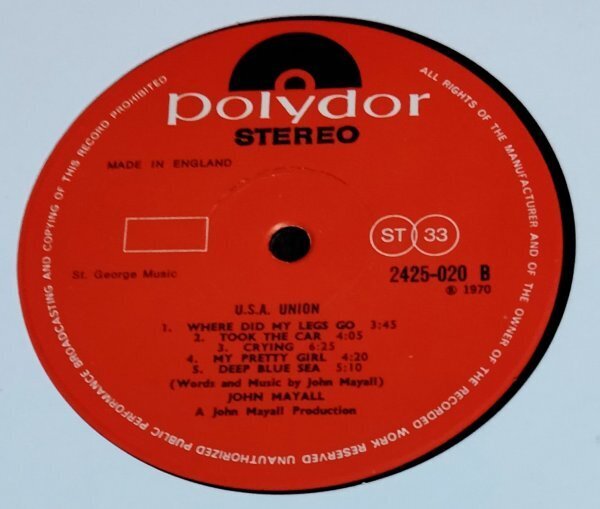 polydor
STEREO
MADE IN ENGLAND
ST 33
St. George Music
2425-020 B
℗ 1970
U.S.A. UNION
1. WHERE DID MY LEGS GO 3:45
2. TOOK THE CAR 4:05
3. CRYING 6:25
4. MY PRETTY GIRL 4:20
5. DEEP BLUE SEA 5:10
(Words and Music by John Mayall)
JOHN MAYALL
A John Mayall Production
ALL RIGHTS OF THE MANUFACTURER AND OF THE OWNER OF THE RECORDED WORK RESERVED UNAUTHORIZED PUBLIC PERFORMANCE BROADCASTING AND COPYING OF THIS RECORD PROHIBITED